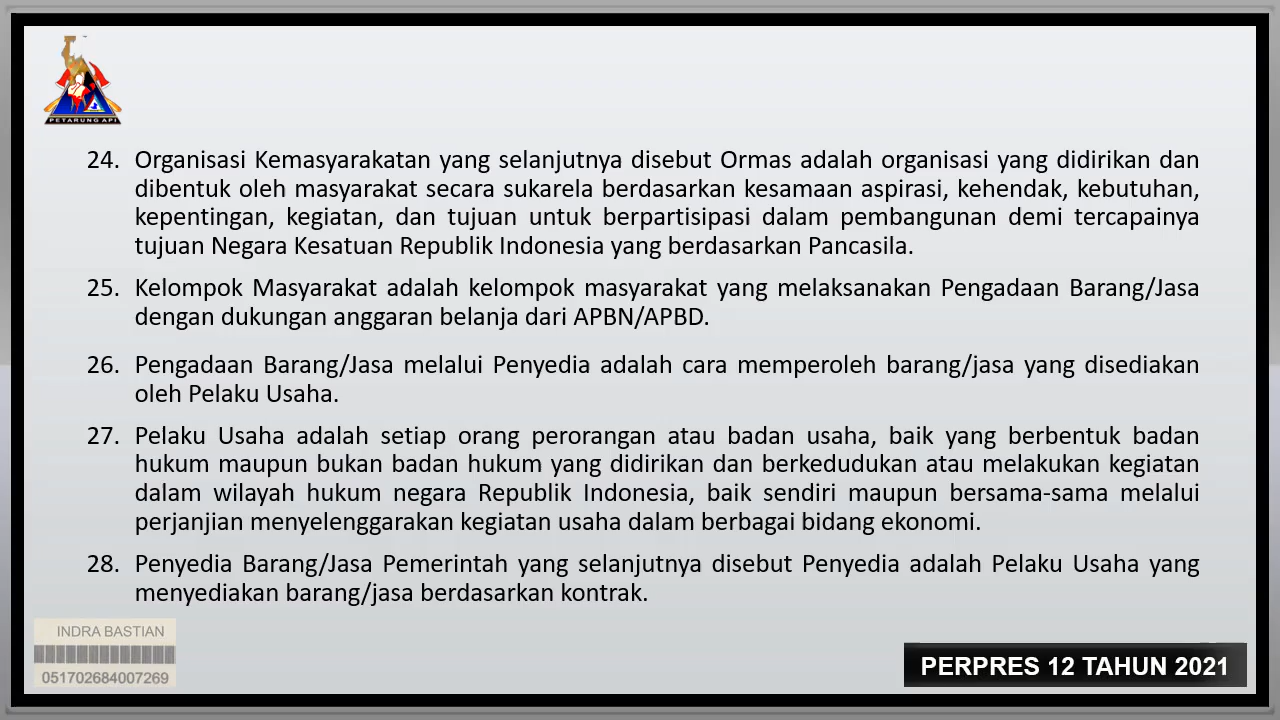 PETARUNG API
24. Organisasi Kemasyarakatan yang selanjutnya disebut Ormas adalah organisasi yang didirikan dan
dibentuk oleh masyarakat secara sukarela berdasarkan kesamaan aspirasi, kehendak, kebutuhan,
kepentingan, kegiatan, dan tujuan untuk berpartisipasi dalam pembangunan demi tercapainya
tujuan Negara Kesatuan Republik Indonesia yang berdasarkan Pancasila.
25. Kelompok Masyarakat adalah kelompok masyarakat yang melaksanakan Pengadaan Barang/Jasa
dengan dukungan anggaran belanja dari APBN/APBD.
26. Pengadaan Barang/Jasa melalui Penyedia adalah cara memperoleh barang/jasa yang disediakan
oleh Pelaku Usaha.
27. Pelaku Usaha adalah setiap orang perorangan atau badan usaha, baik yang berbentuk badan
hukum maupun bukan badan hukum yang didirikan dan berkedudukan atau melakukan kegiatan
dalam wilayah hukum negara Republik Indonesia, baik sendiri maupun bersama-sama melalui
perjanjian menyelenggarakan kegiatan usaha dalam berbagai bidang ekonomi.
28. Penyedia Barang/Jasa Pemerintah yang selanjutnya disebut Penyedia adalah Pelaku Usaha yang
menyediakan barang/jasa berdasarkan kontrak.
INDRA BASTIAN
051702684007269
PERPRES 12 TAHUN 2021